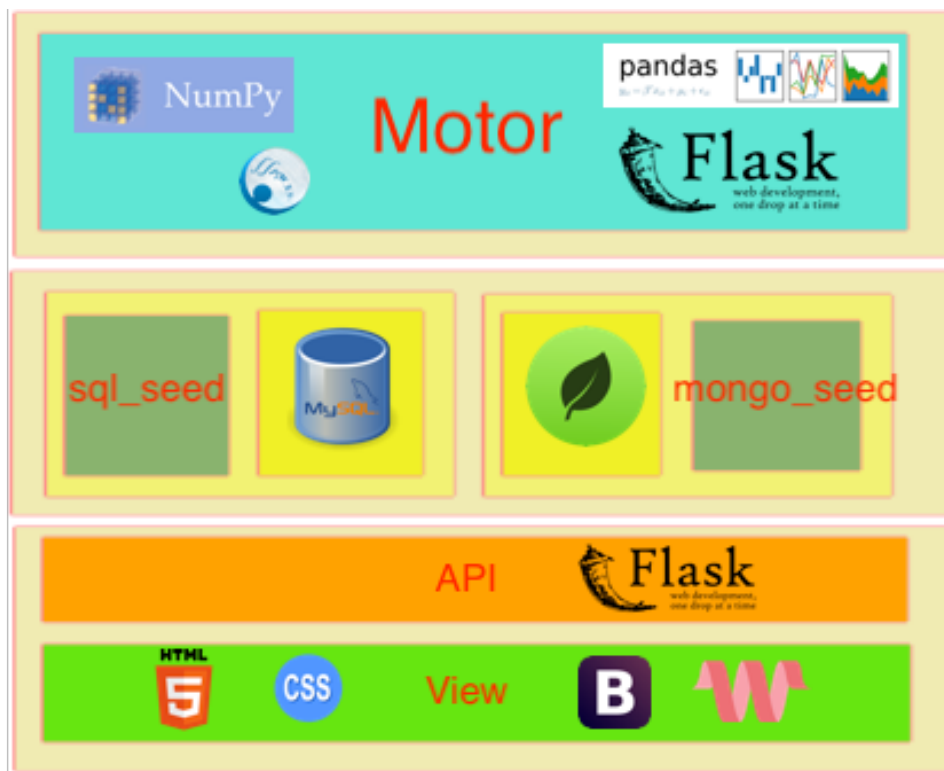 NumPy
pandas
Motor
Flask
web development,
one drop at a time
sql_seed
MySQL
mongo_seed
API
Flask
web development,
one drop at a time
HTML
5
CSS
View
B
W